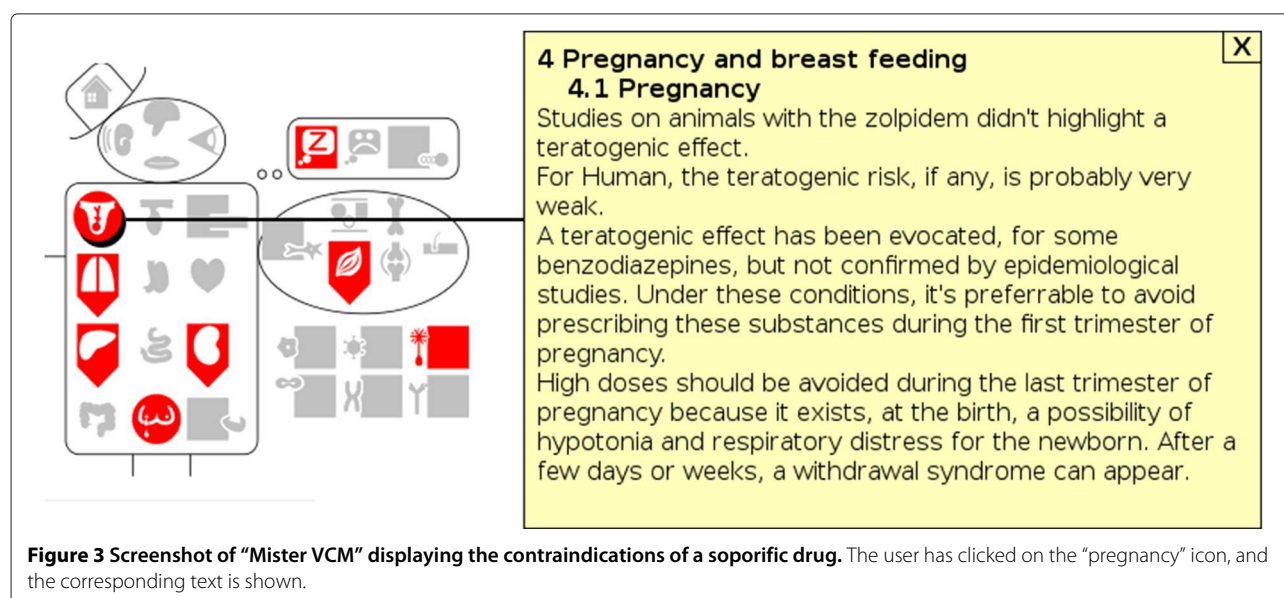 4 Pregnancy and breast feeding
4.1 Pregnancy
Studies on animals with the zolpidem didn't highlight a
teratogenic effect.
For Human, the teratogenic risk, if any, is probably very
weak.
A teratogenic effect has been evocated, for some
benzodiazepines, but not confirmed by epidemiological
studies. Under these conditions, it's preferrable to avoid
prescribing these substances during the first trimester of
pregnancy.
High doses should be avoided during the last trimester of
pregnancy because it exists, at the birth, a possibility of
hypotonia and respiratory distress for the newborn. After a
few days or weeks, a withdrawal syndrome can appear.
X
Z
Figure 3 Screenshot of “Mister VCM” displaying the contraindications of a soporific drug. The user has clicked on the “pregnancy” icon, and
the corresponding text is shown.